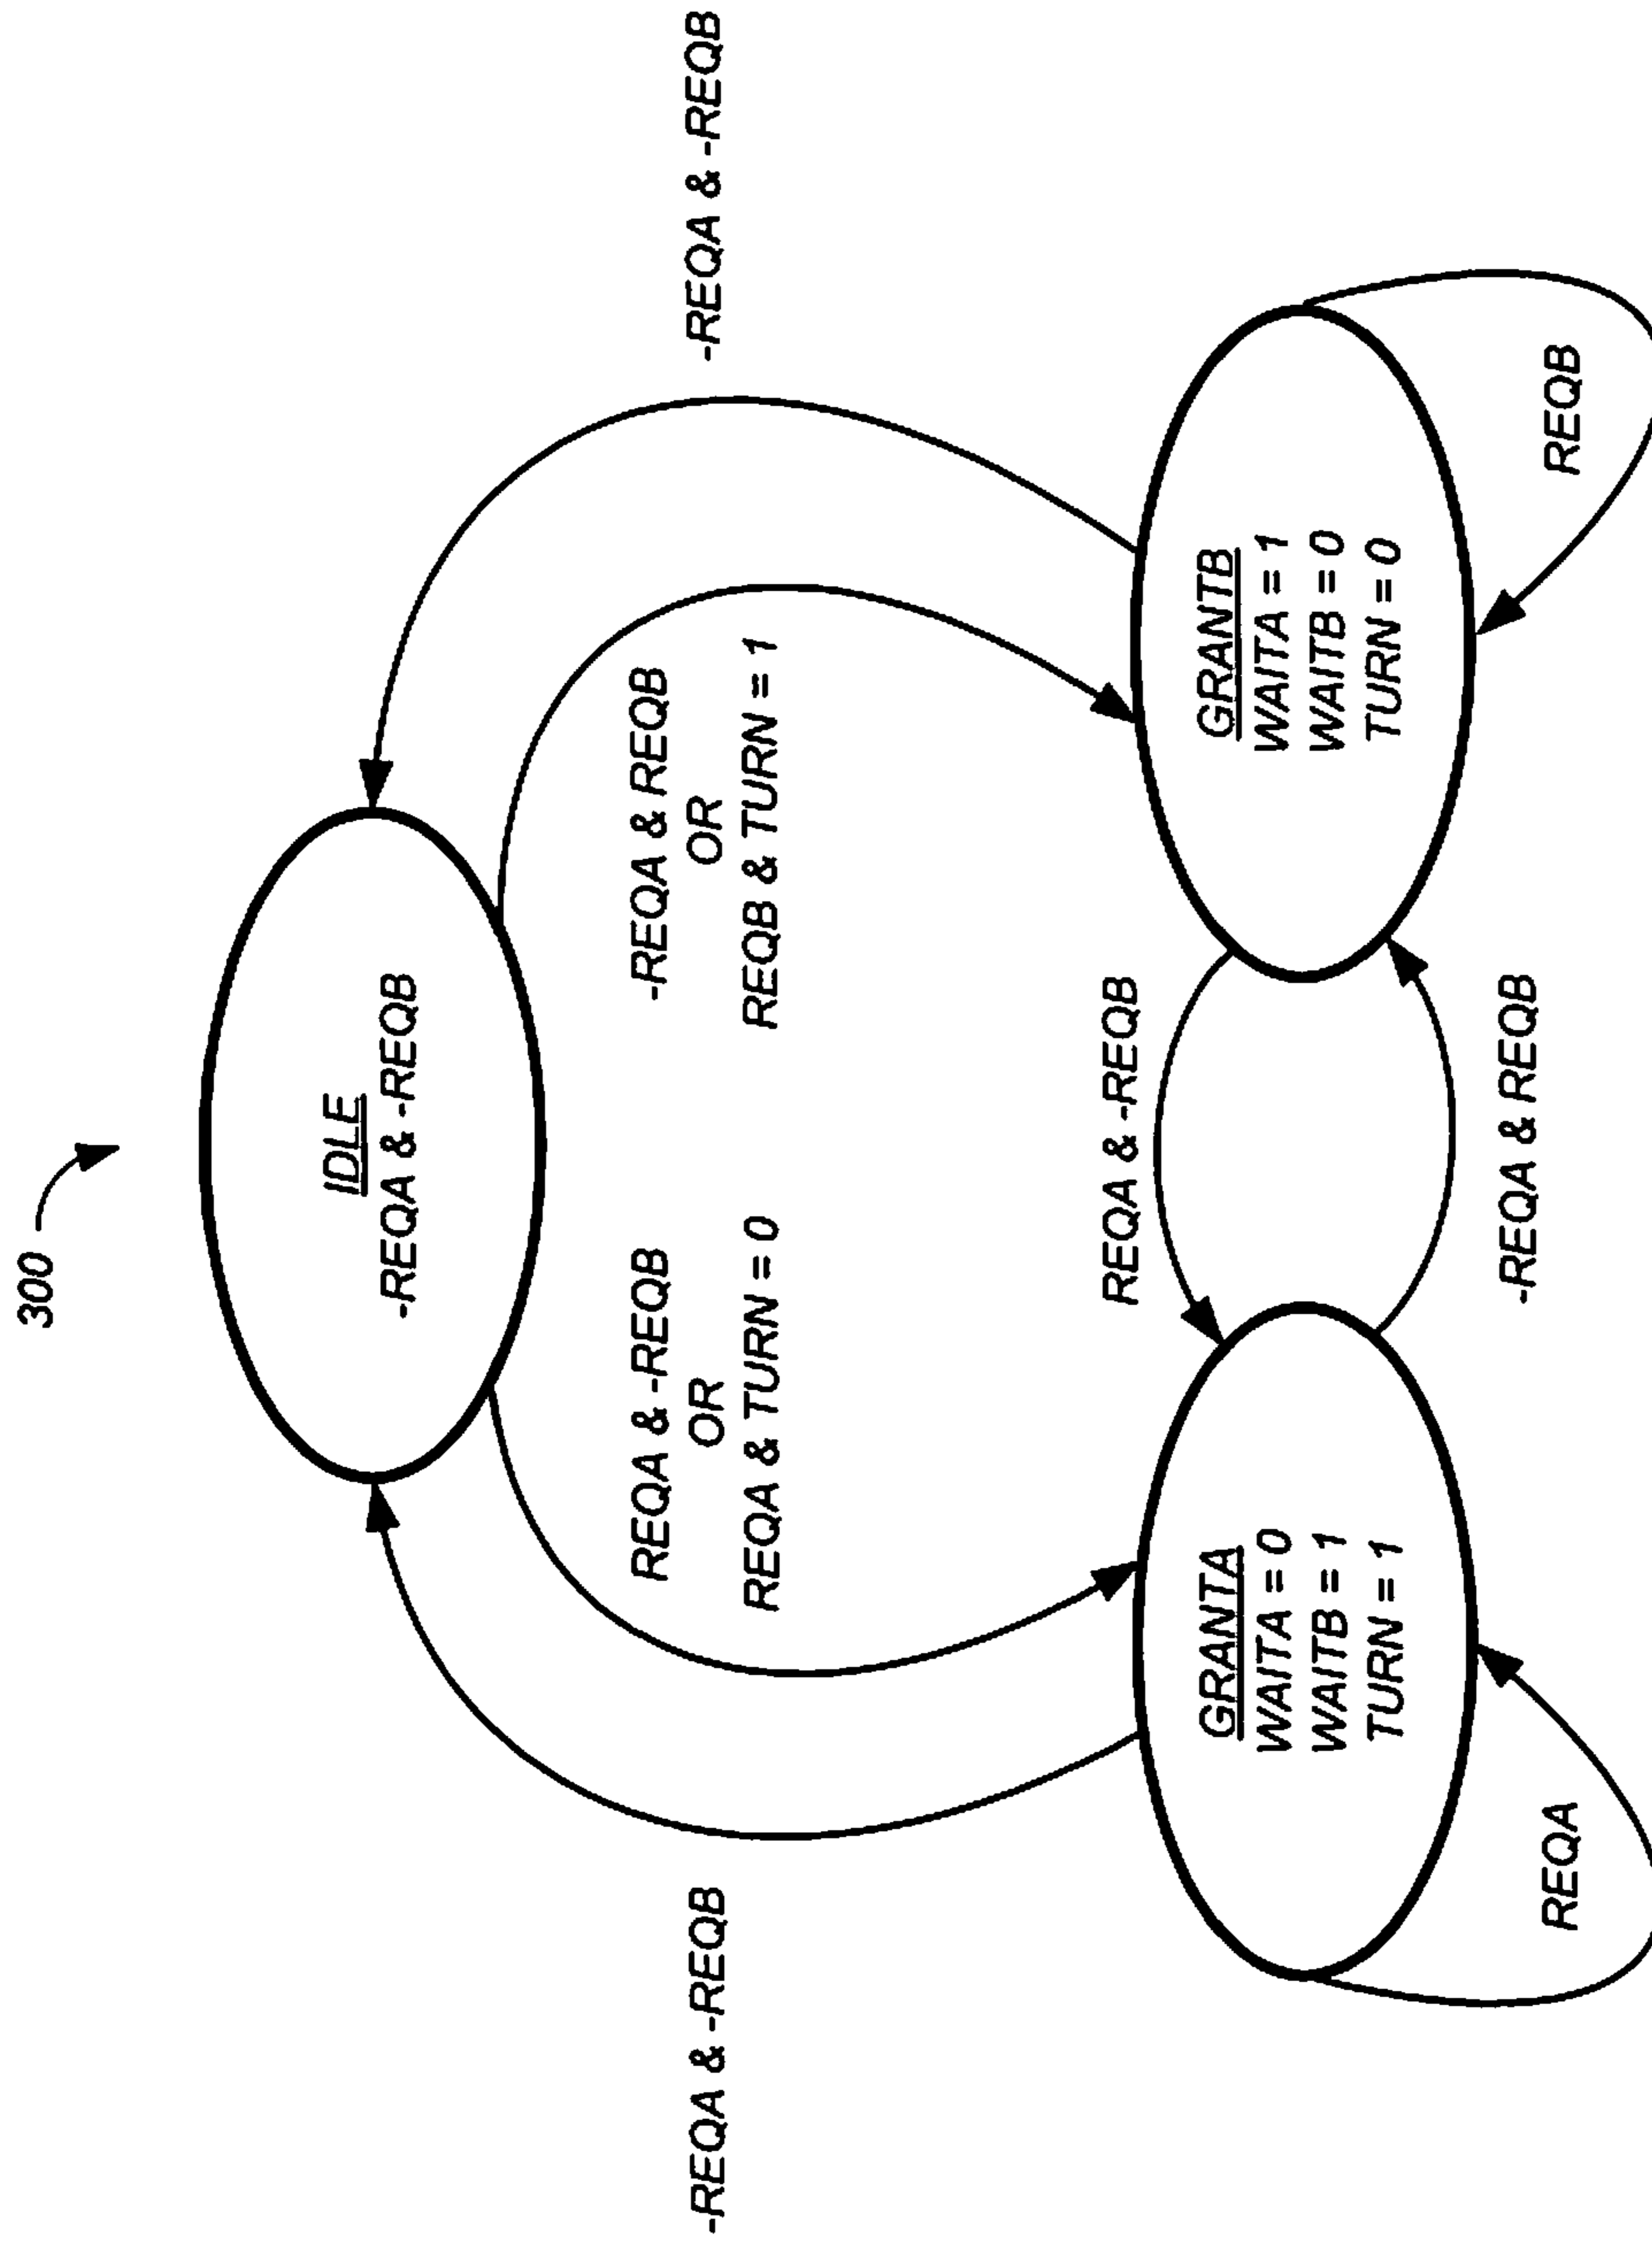 300
IDLE
-REQA & -REQB
-REQA & -REQB
REQA & -REQB
OR
REQA & TURN = 0
-REQA & REQB
OR
REQB & TURN = 1
-REQA & -REQB
REQA & -REQB
GRANTA
WAITA = 0
WAITB = 1
TURN = 1
GRANTB
WAITA = 1
WAITB = 0
TURN = 0
-REQA & REQB
REQA
REQB